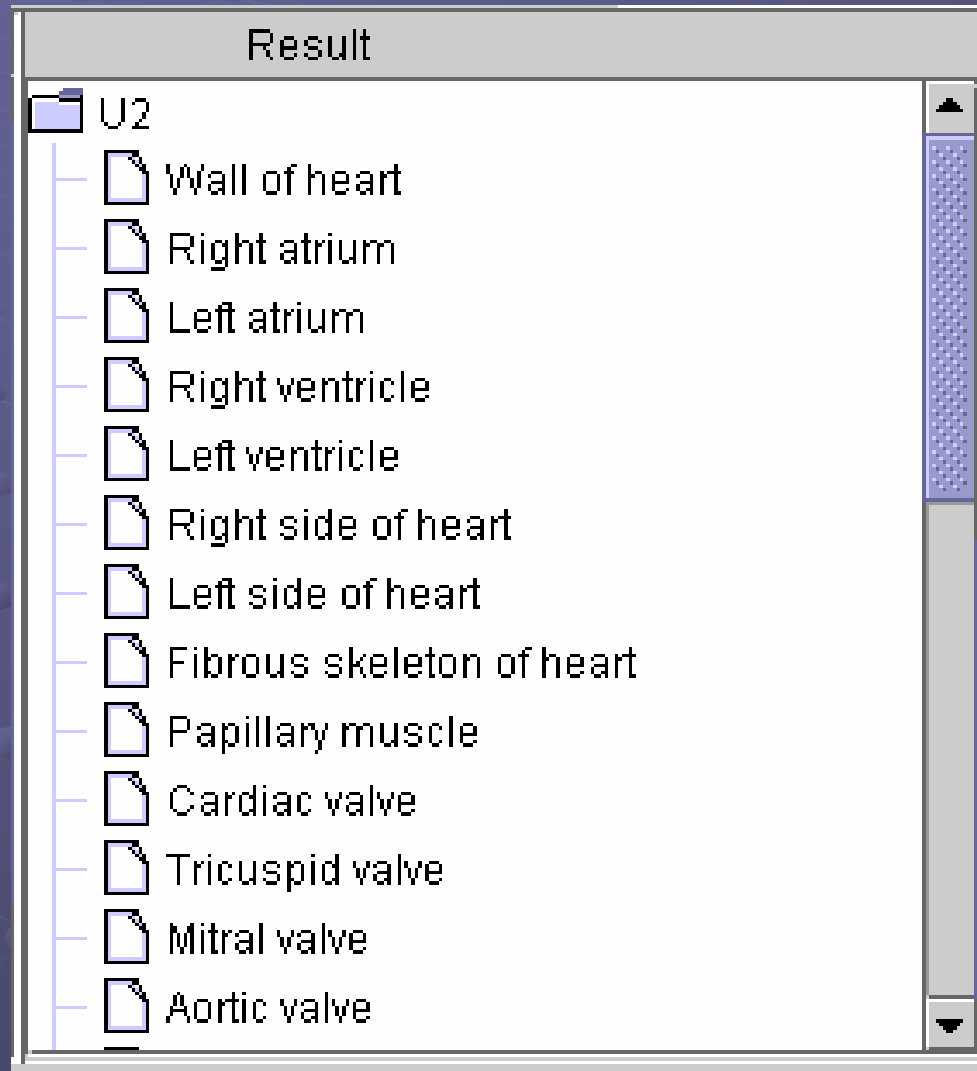 Result
U2
Wall of heart
Right atrium
Left atrium
Right ventricle
Left ventricle
Right side of heart
Left side of heart
Fibrous skeleton of heart
Papillary muscle
Cardiac valve
Tricuspid valve
Mitral valve
Aortic valve